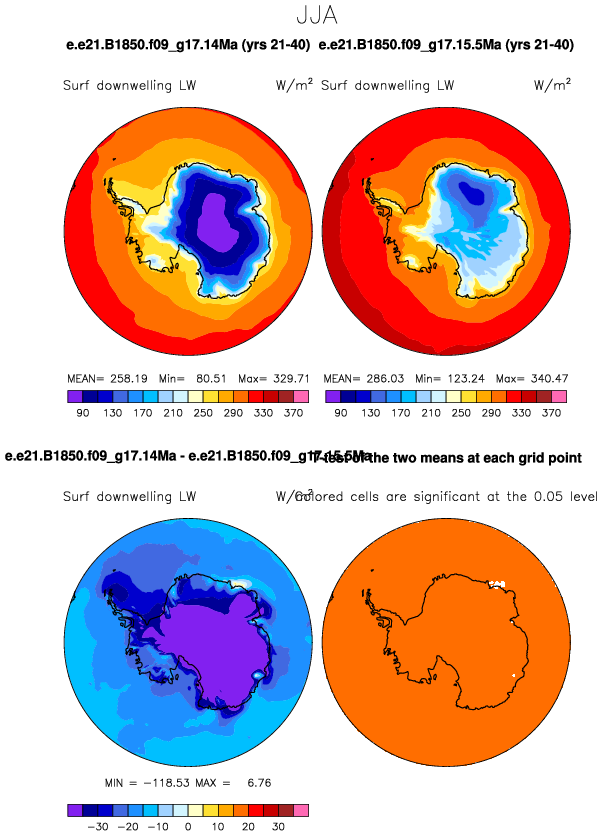 JJA
e.e21.B1850.f09_g17.14Ma (yrs 21-40) e.e21.B1850.f09_g17.15.5Ma (yrs 21-40)
Surf downwelling LW W/m² Surf downwelling LW W/m²
MEAN= 258.19 Min= 80.51 Max= 329.71 MEAN= 286.03 Min= 123.24 Max= 340.47
90 130 170 210 250 290 330 370 90 130 170 210 250 290 330 370
e.e21.B1850.f09_g17.14Ma - e.e21.B1850.f09_g17.15.5Ma T-test of the two means at each grid point
Surf downwelling LW W/m² Colored cells are significant at the 0.05 level
MIN = -118.53 MAX = 6.76
-30 -20 -10 0 10 20 30